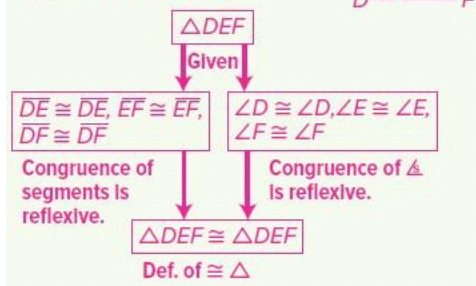 D F
△DEF
Given
DE ≅ DE, EF ≅ EF,
DF ≅ DF
∠D ≅ ∠D,∠E ≅ ∠E,
∠F ≅ ∠F
Congruence of
segments is
reflexive.
Congruence of ∠s
is reflexive.
△DEF ≅ △DEF
Def. of ≅ △